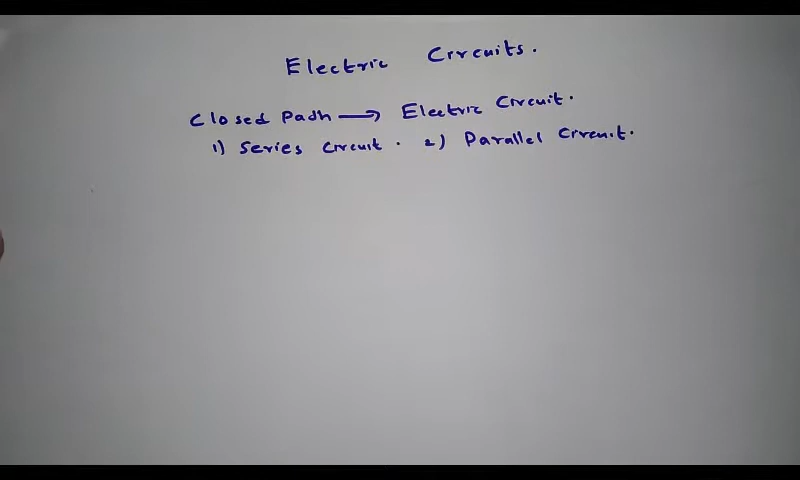 Electric Circuits.
Closed Path → Electric Circuit.
1) Series Circuit. 2) Parallel Circuit.